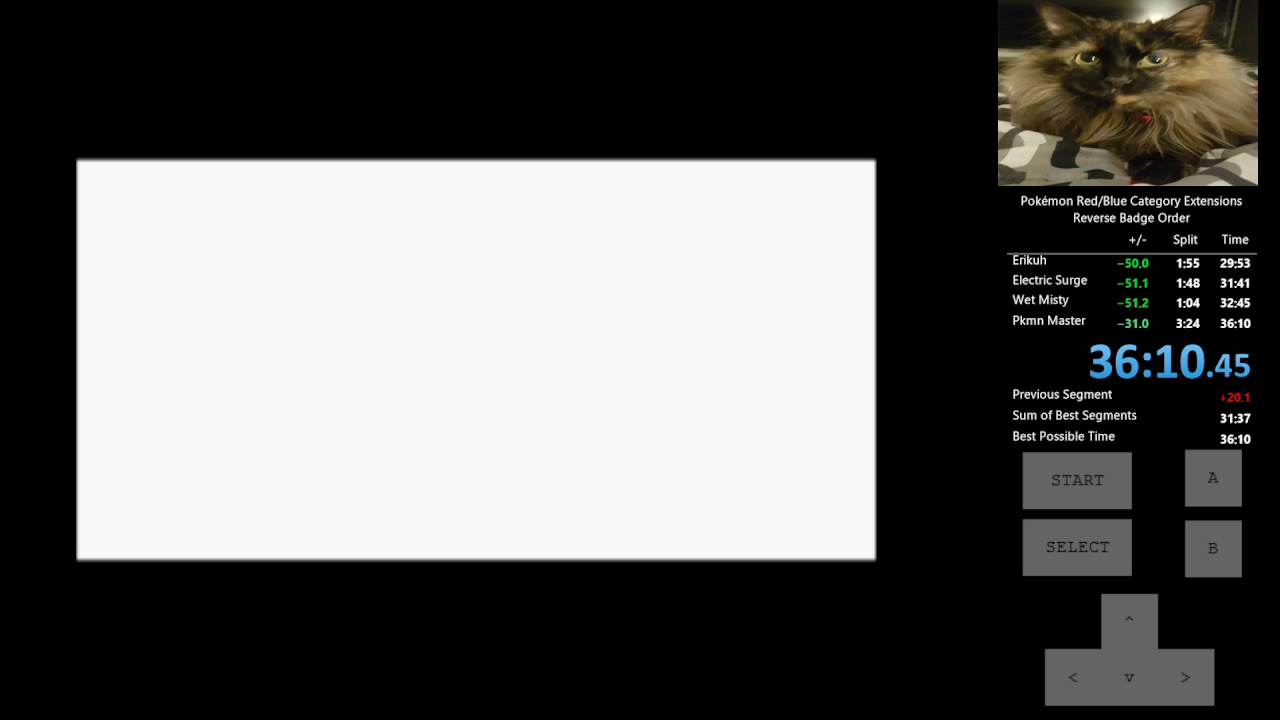 Pokémon Red/Blue Category Extensions
Reverse Badge Order
+/- Split Time
Erikuh −50.0 1:55 29:53
Electric Surge −51.1 1:48 31:41
Wet Misty −51.2 1:04 32:45
Pkmn Master −31.0 3:24 36:10
36:10.45
Previous Segment +20.1
Sum of Best Segments 31:37
Best Possible Time 36:10
START A
SELECT B
^
< v >